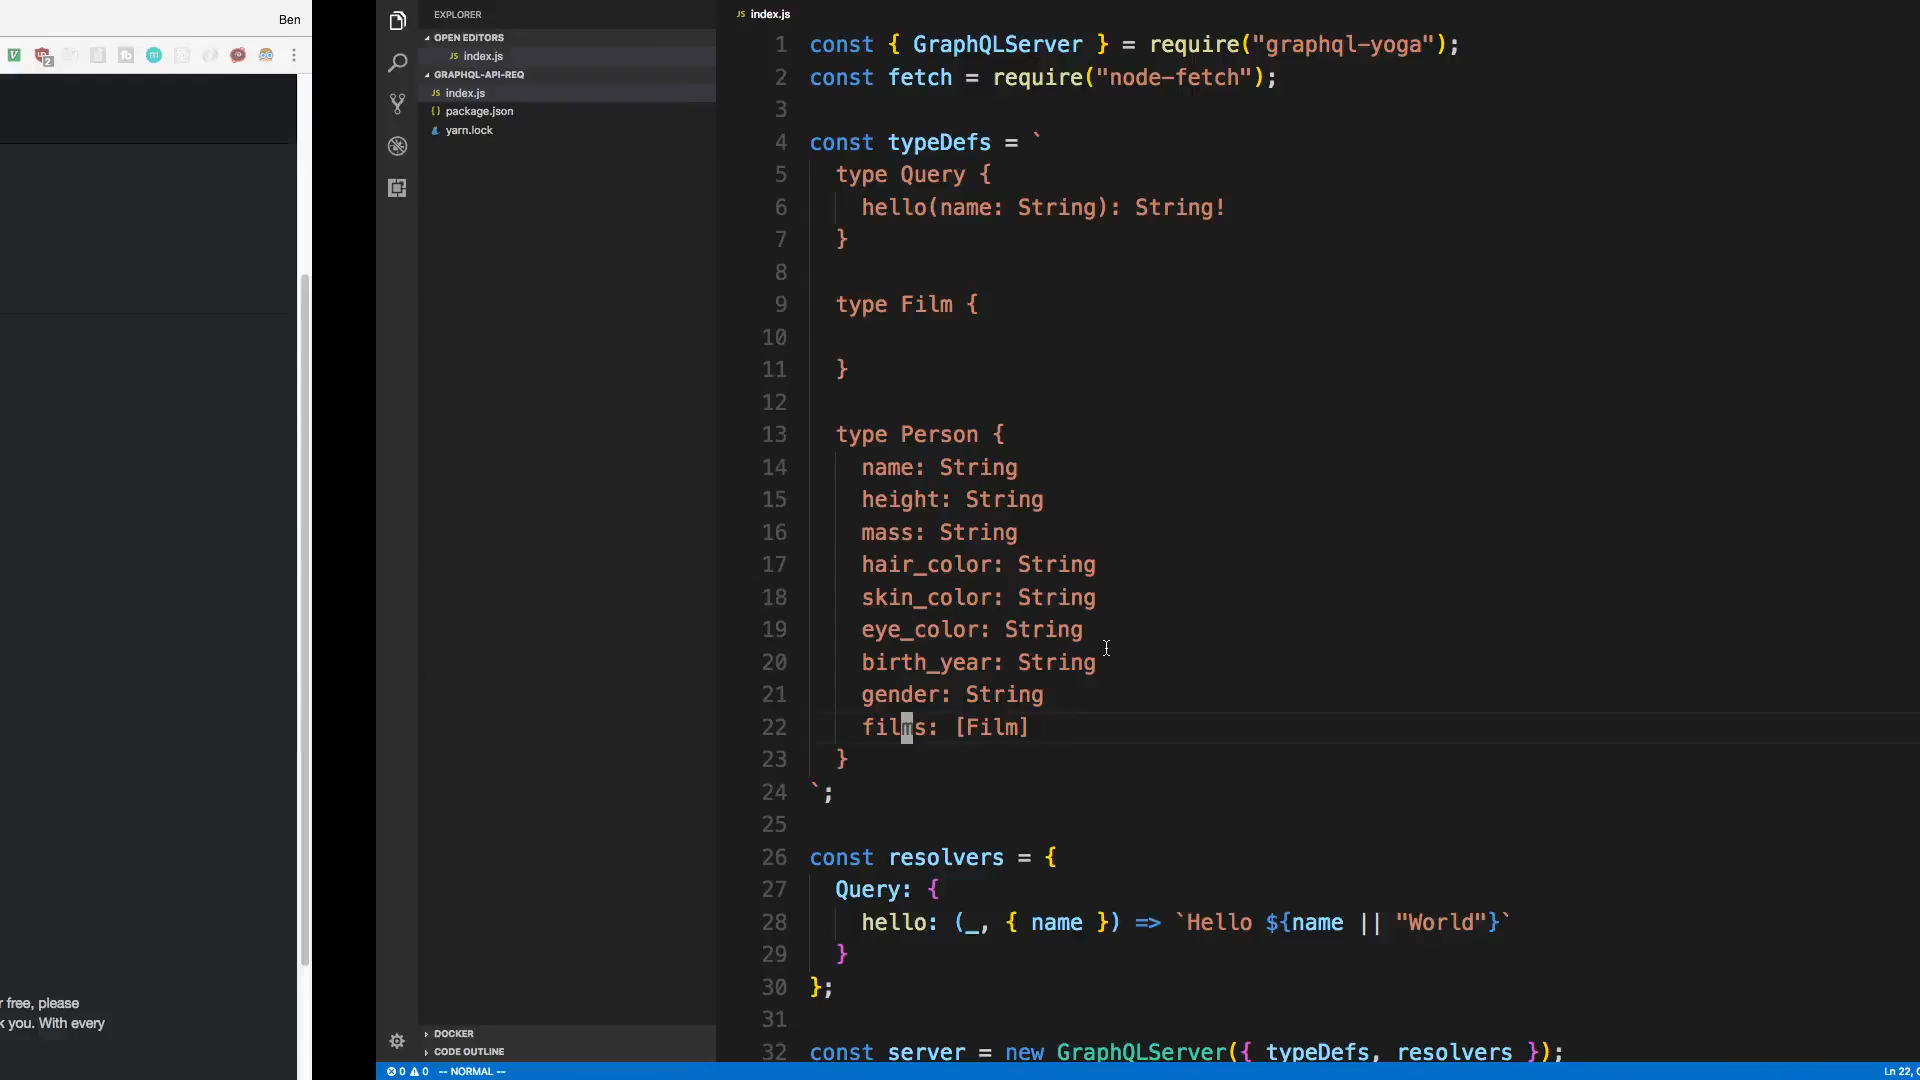 Ben
2
r free, please
k you. With every
EXPLORER
OPEN EDITORS
JS index.js
GRAPHQL-API-REQ
JS index.js
{} package.json
yarn.lock
DOCKER
CODE OUTLINE
JS index.js
1 const { GraphQLServer } = require("graphql-yoga");
2 const fetch = require("node-fetch");
3
4 const typeDefs = `
5 type Query {
6 hello(name: String): String!
7 }
8
9 type Film {
10
11 }
12
13 type Person {
14 name: String
15 height: String
16 mass: String
17 hair_color: String
18 skin_color: String
19 eye_color: String
20 birth_year: String
21 gender: String
22 films: [Film]
23 }
24 `;
25
26 const resolvers = {
27 Query: {
28 hello: (_, { name }) => `Hello ${name || "World"}`
29 }
30 };
31
32 const server = new GraphQLServer({ typeDefs, resolvers });
0 0 -- NORMAL --
Ln 22,